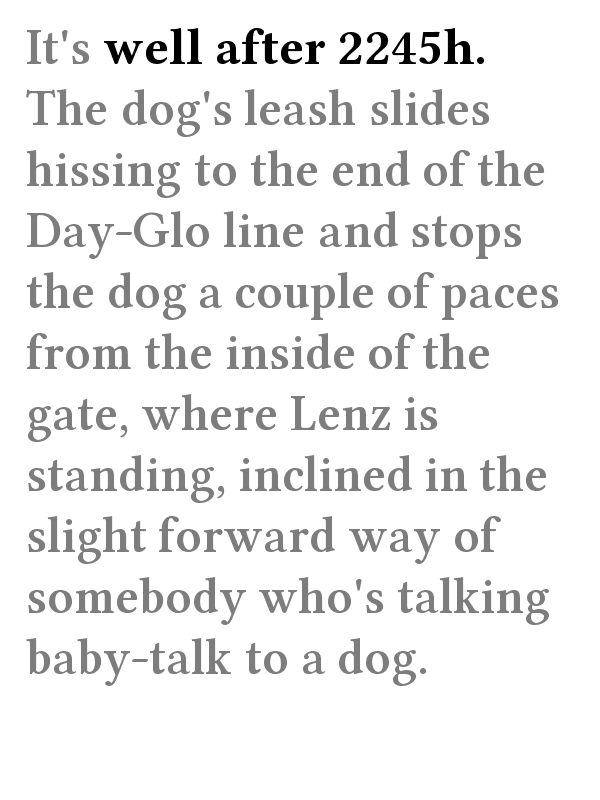 It's well after 2245h.
The dog's leash slides
hissing to the end of the
Day-Glo line and stops
the dog a couple of paces
from the inside of the
gate, where Lenz is
standing, inclined in the
slight forward way of
somebody who's talking
baby-talk to a dog.